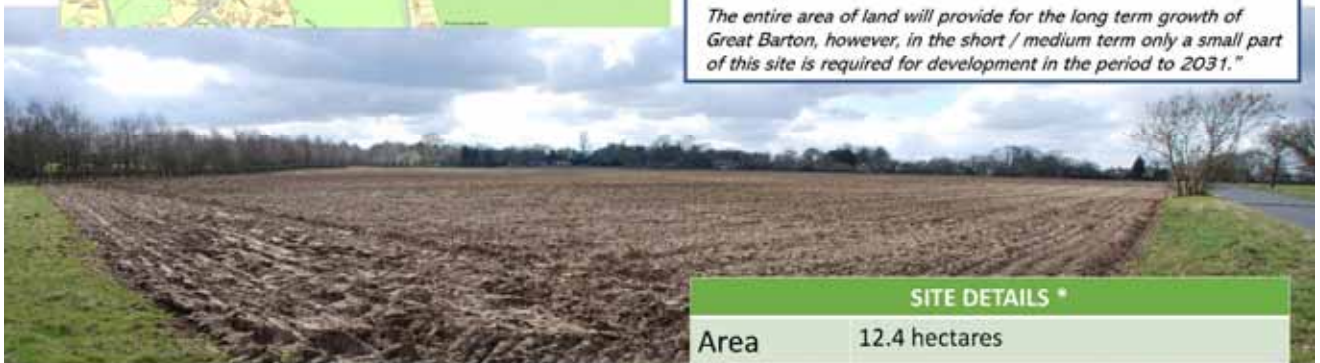 The entire area of land will provide for the long term growth of
Great Barton, however, in the short / medium term only a small part
of this site is required for development in the period to 2031."
SITE DETAILS *
Area 12.4 hectares